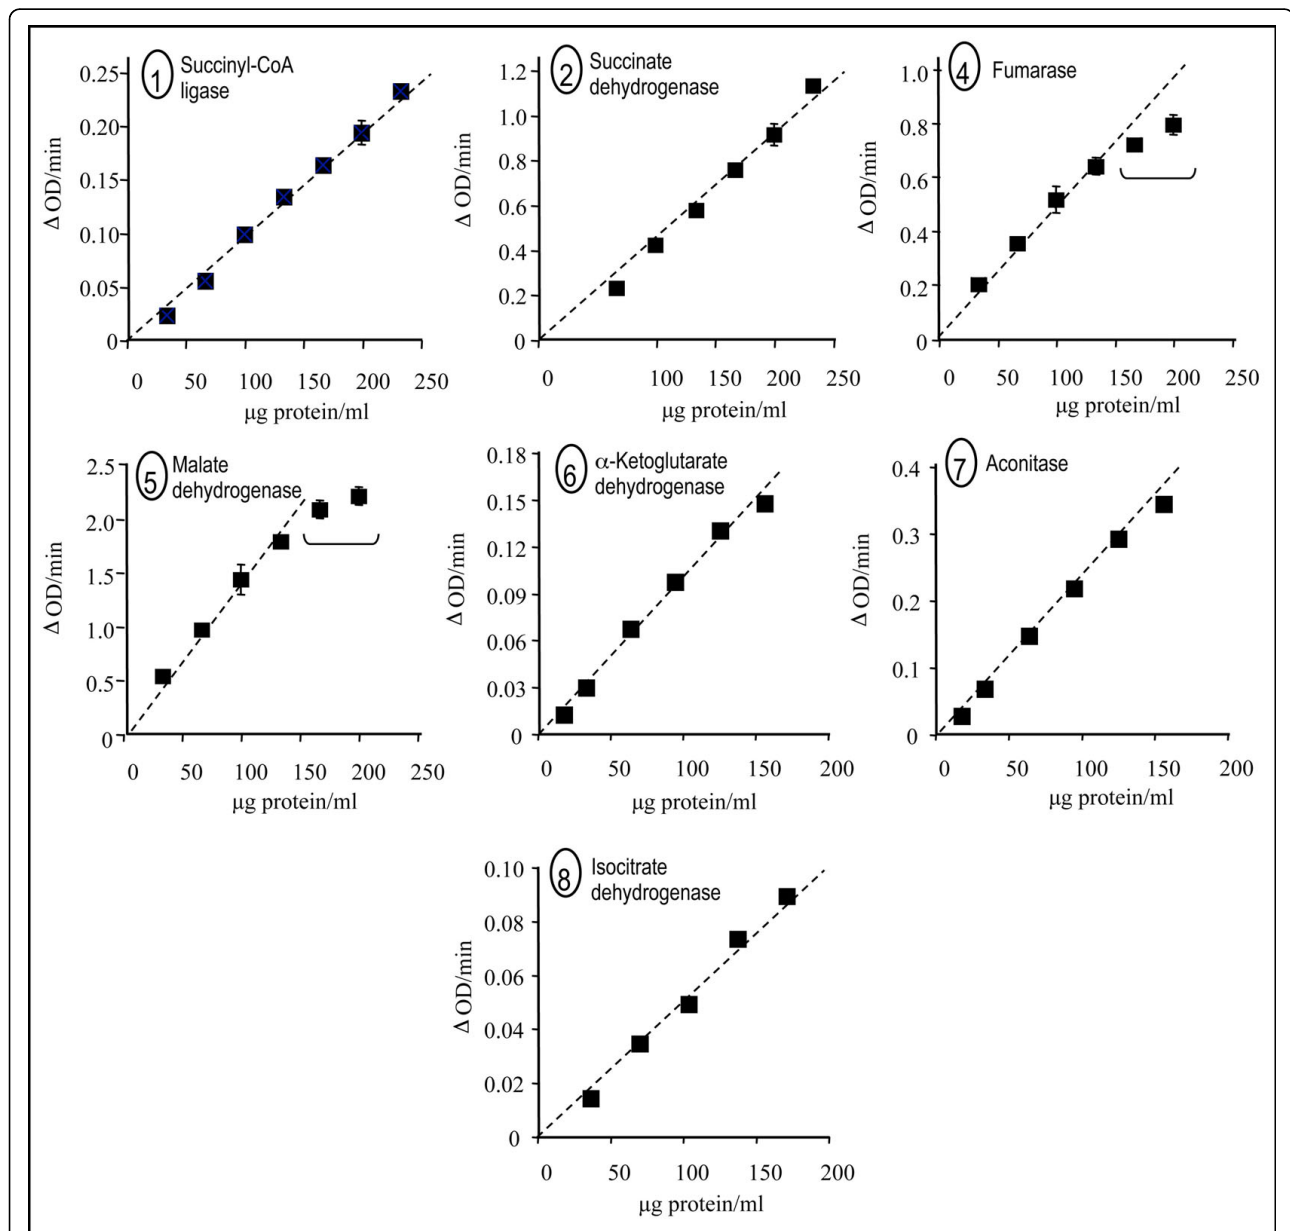 1 Succinyl-CoA
ligase
0.25
0.20
0.15
0.10
0.05
0
Δ OD/min
0 50 100 150 200 250
μg protein/ml
2 Succinate
dehydrogenase
1.2
1.0
0.8
0.6
0.4
0.2
0
Δ OD/min
0 100 150 200 250
μg protein/ml
4 Fumarase
1.0
0.8
0.6
0.4
0.2
0
Δ OD/min
0 50 100 150 200 250
μg protein/ml
5 Malate
dehydrogenase
2.5
2.0
1.5
1.0
0.5
0
Δ OD/min
0 50 100 150 200 250
μg protein/ml
6 α-Ketoglutarate
dehydrogenase
0.18
0.15
0.12
0.09
0.06
0.03
0
Δ OD/min
0 50 100 150 200
μg protein/ml
7 Aconitase
0.4
0.3
0.2
0.1
0
Δ OD/min
0 50 100 150 200
μg protein/ml
8 Isocitrate
dehydrogenase
0.10
0.08
0.06
0.04
0.02
0
Δ OD/min
0 50 100 150 200
μg protein/ml